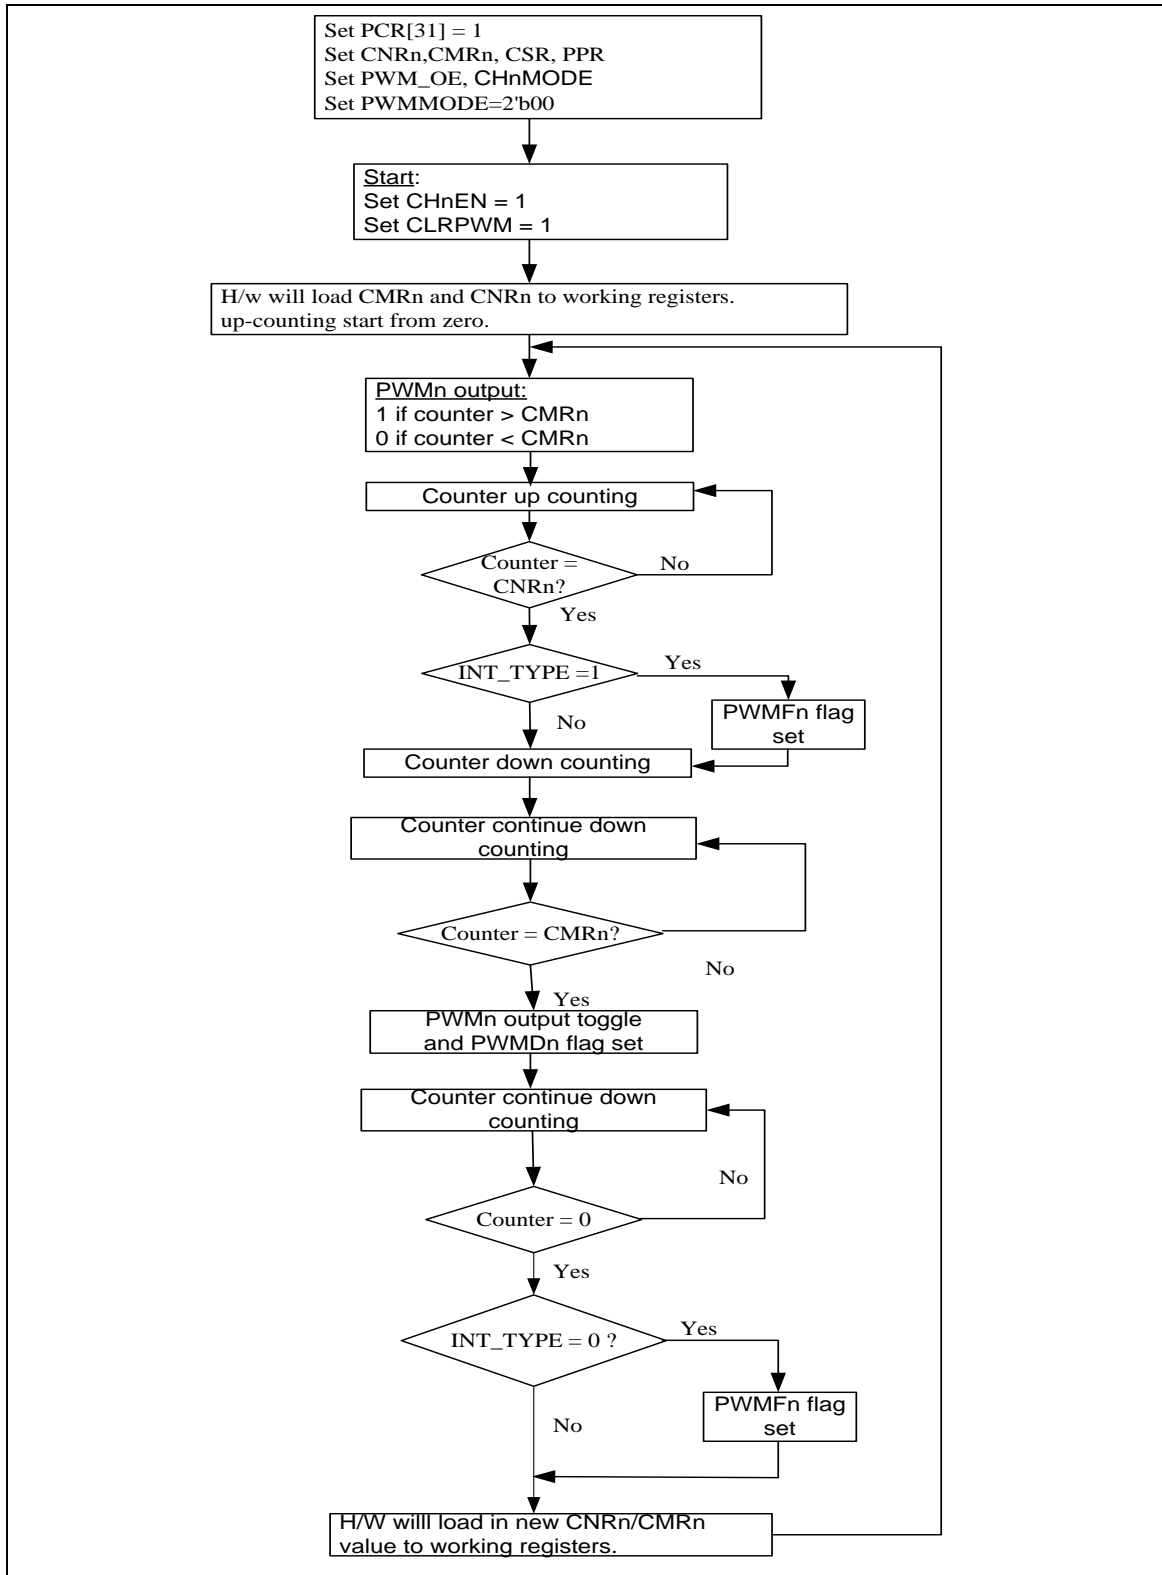 Set PCR[31] = 1
Set CNRn,CMRn, CSR, PPR
Set PWM_OE, CHnMODE
Set PWMMODE=2'b00
Start:
Set CHnEN = 1
Set CLRPWM = 1
H/w will load CMRn and CNRn to working registers.
up-counting start from zero.
PWMn output:
1 if counter > CMRn
0 if counter < CMRn
Counter up counting
Counter =
CNRn?
No
Yes
INT_TYPE =1
Yes
PWMFn flag
set
No
Counter down counting
Counter continue down
counting
Counter = CMRn?
No
Yes
PWMn output toggle
and PWMDn flag set
Counter continue down
counting
No
Counter = 0
Yes
INT_TYPE = 0 ?
Yes
PWMFn flag
set
No
H/W willl load in new CNRn/CMRn
value to working registers.